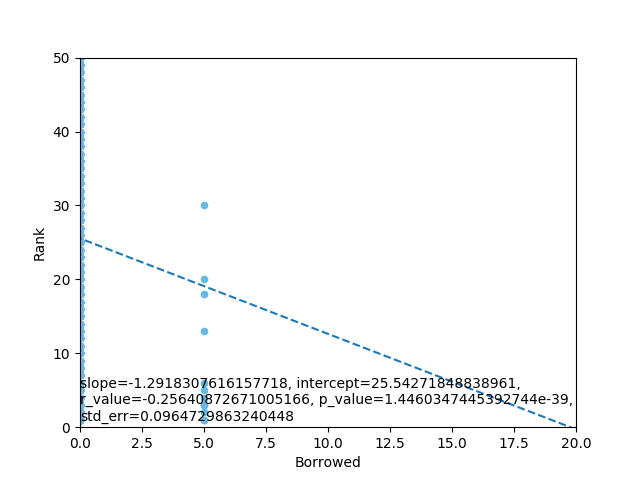 50
40
30
20
10
0
Rank
slope=-1.2918307616157718, intercept=25.54271848838961,
r_value=-0.25640872671005166, p_value=1.4460347445392744e-39,
std_err=0.0964729863240448
0.0 2.5 5.0 7.5 10.0 12.5 15.0 17.5 20.0
Borrowed